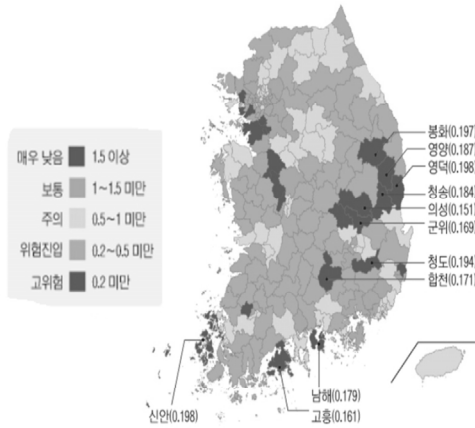 매우 낮음 1.5 이상
보통 1~1.5 미만
주의 0.5~1 미만
위험진입 0.2~0.5 미만
고위험 0.2 미만
봉화(0.197)
영양(0.187)
영덕(0.198)
청송(0.184)
의성(0.151)
군위(0.169)
청도(0.194)
합천(0.171)
남해(0.179)
고흥(0.161)
신안(0.198)